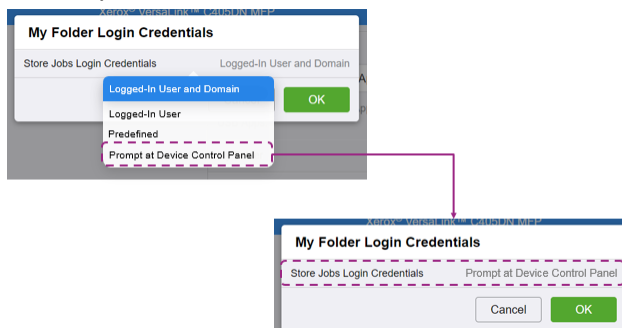 Xerox® VersaLink™ C405DN MFP
My Folder Login Credentials
Store Jobs Login Credentials Logged-In User and Domain
Logged-In User and Domain
OK
Logged-In User
Predefined
Prompt at Device Control Panel
Xerox® VersaLink™ C405DN MFP
My Folder Login Credentials
Store Jobs Login Credentials Prompt at Device Control Panel
Cancel OK